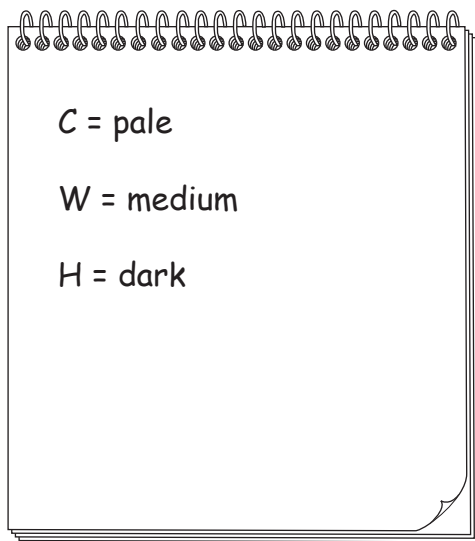 C = pale
W = medium
H = dark